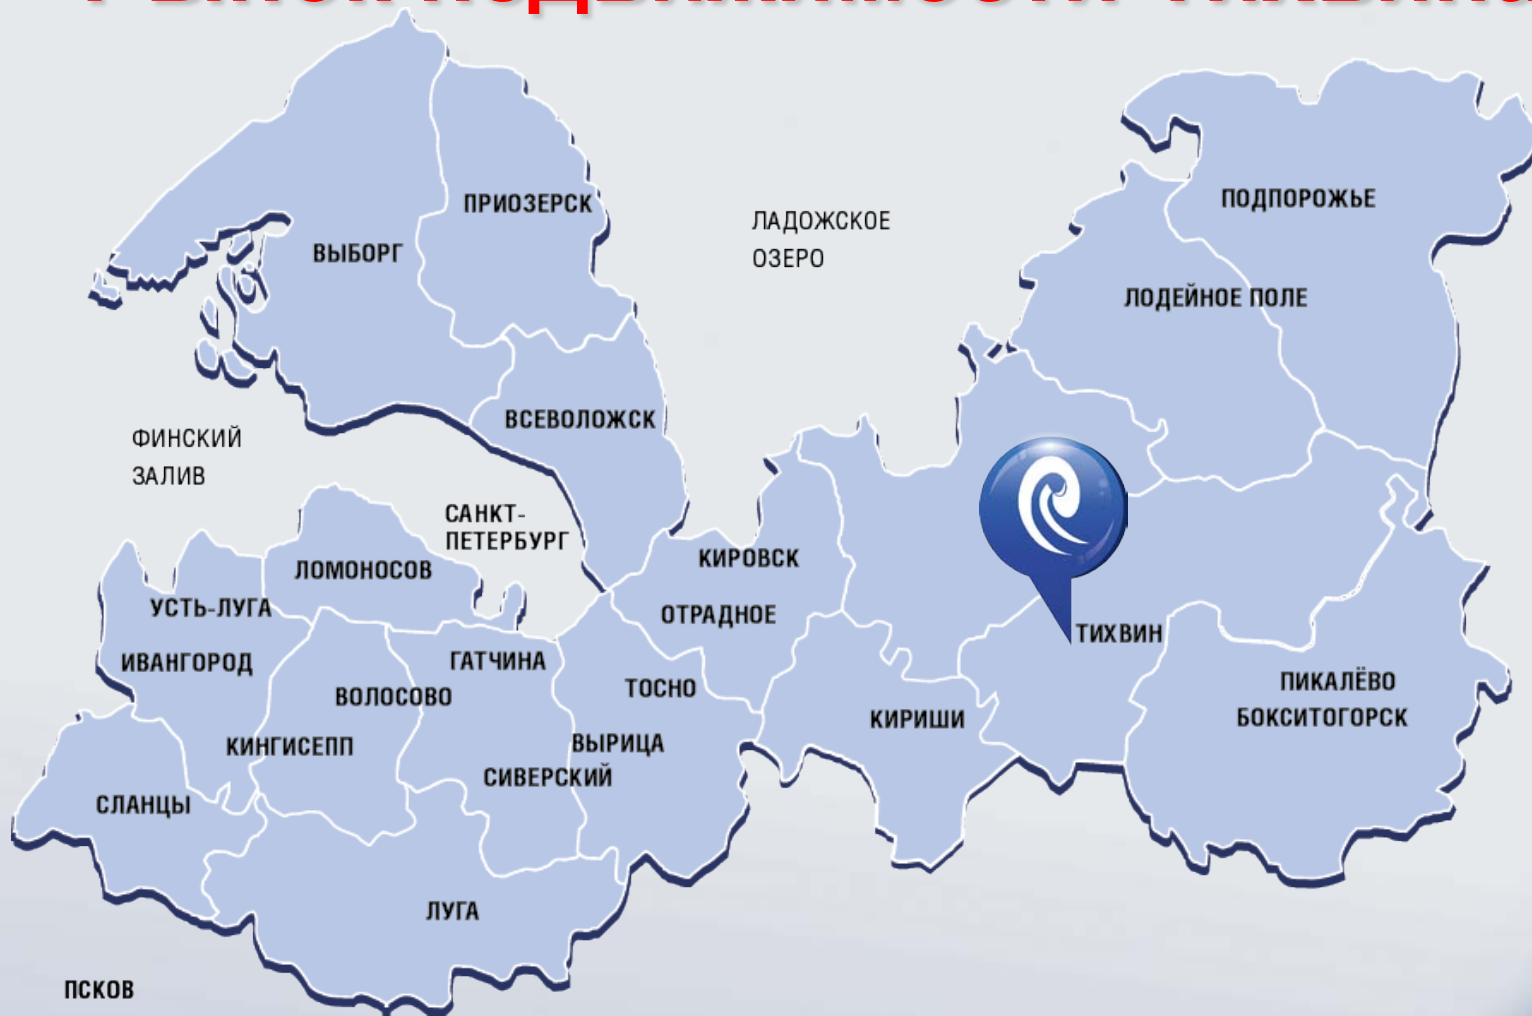 ПРИОЗЕРСК
ПОДПОРОЖЬЕ
ЛАДОЖСКОЕ
ОЗЕРО
ВЫБОРГ
ЛОДЕЙНОЕ ПОЛЕ
ВСЕВОЛОЖСК
ФИНСКИЙ
ЗАЛИВ
САНКТ-
ПЕТЕРБУРГ
КИРОВСК
ЛОМОНОСОВ
УСТЬ-ЛУГА
ОТРАДНОЕ
ТИХВИН
ИВАНГОРОД
ГАТЧИНА
ТОСНО
ПИКАЛЁВО
ВОЛОСОВО
КИРИШИ
БОКСИТОГОРСК
КИНГИСЕПП
ВЫРИЦА
СИВЕРСКИЙ
СЛАНЦЫ
ЛУГА
ПСКОВ